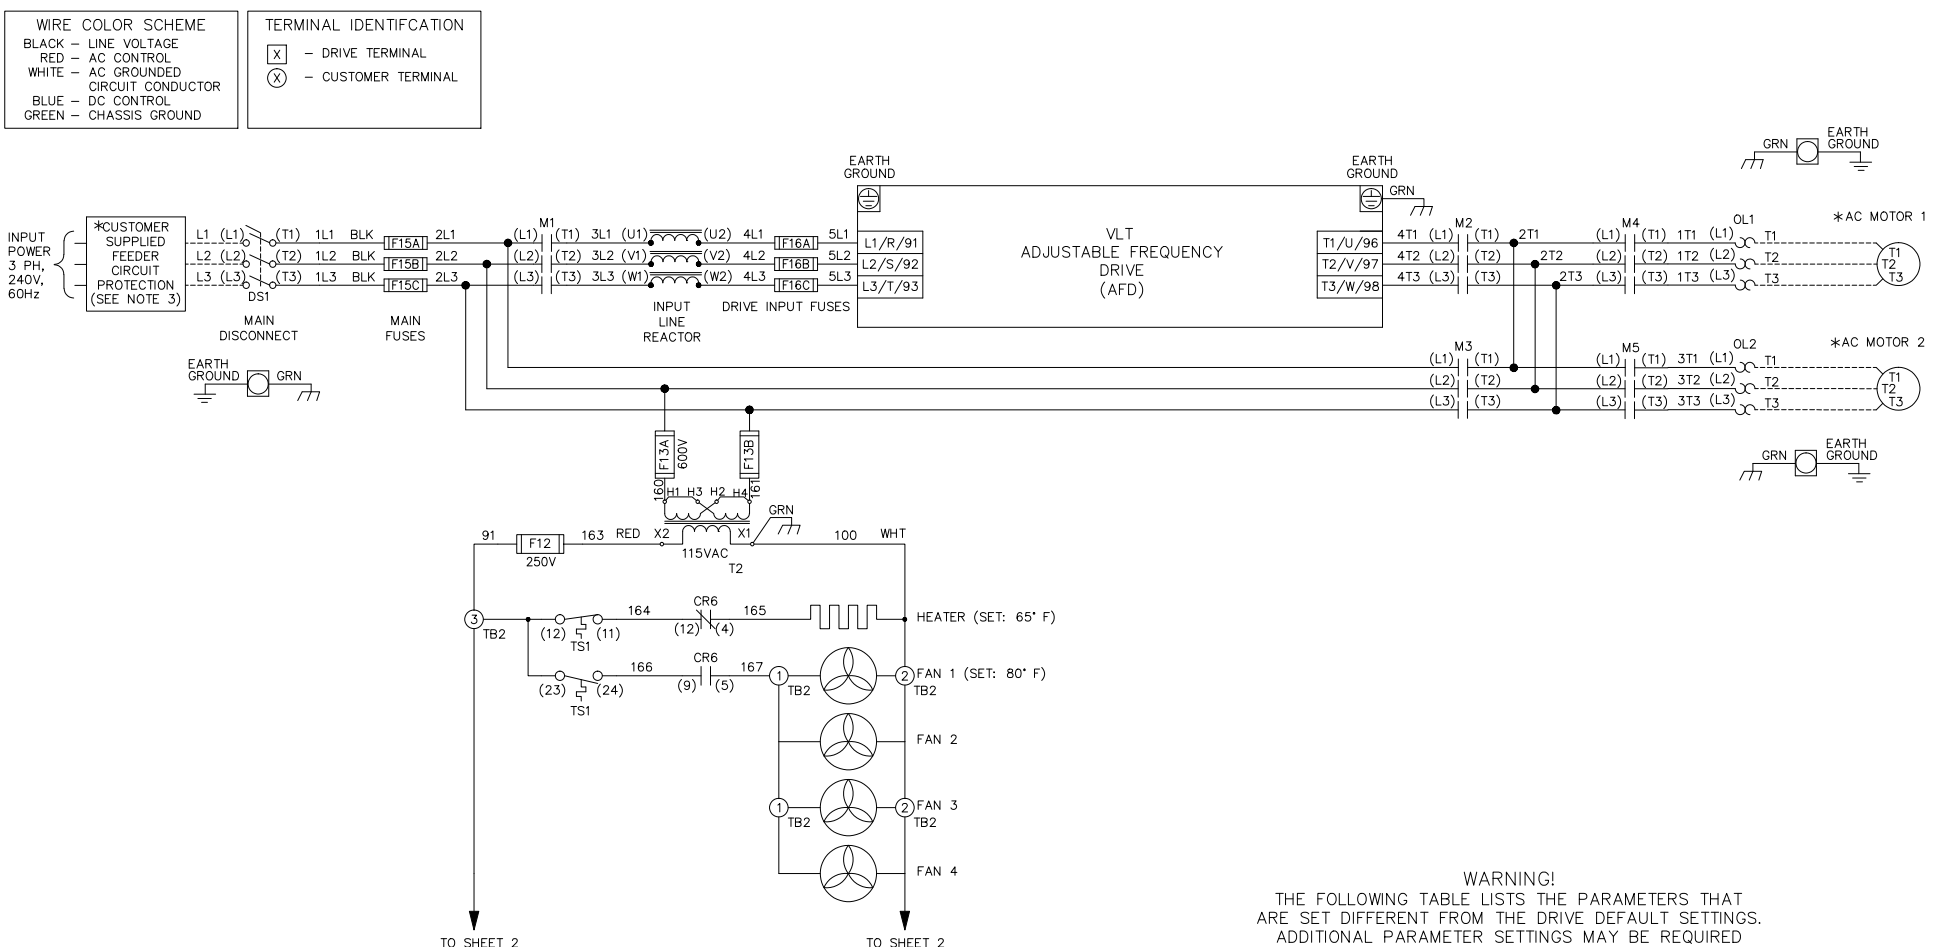 WIRE COLOR SCHEME
BLACK – LINE VOLTAGE
RED – AC CONTROL
WHITE – AC GROUNDED
CIRCUIT CONDUCTOR
BLUE – DC CONTROL
GREEN – CHASSIS GROUND
TERMINAL IDENTIFCATION
X – DRIVE TERMINAL
X – CUSTOMER TERMINAL
INPUT
POWER
3 PH,
240V,
60Hz
*CUSTOMER
SUPPLIED
FEEDER
CIRCUIT
PROTECTION
(SEE NOTE 3)
L1 (L1) (T1) 1L1 BLK F15A 2L1 (L1) M1 (T1) 3L1 (U1) (U2) 4L1 F16A 5L1 L1/R/91
L2 (L2) (T2) 1L2 BLK F15B 2L2 (L2) (T2) 3L2 (V1) (V2) 4L2 F16B 5L2 L2/S/92
L3 (L3) (T3) 1L3 BLK F15C 2L3 (L3) (T3) 3L3 (W1) (W2) 4L3 F16C 5L3 L3/T/93
DS1
MAIN
DISCONNECT
MAIN
FUSES
INPUT
LINE
REACTOR
DRIVE INPUT FUSES
EARTH
GROUND
GRN
EARTH
GROUND
VLT
ADJUSTABLE FREQUENCY
DRIVE
(AFD)
EARTH
GROUND
GRN
T1/U/96 4T1 (L1) M2 (T1) 2T1 (L1) M4 (T1) 1T1 (L1) OL1 T1
T2/V/97 4T2 (L2) (T2) 2T2 (L2) (T2) 1T2 (L2) T2
T3/W/98 4T3 (L3) (T3) 2T3 (L3) (T3) 1T3 (L3) T3
GRN
EARTH
GROUND
*AC MOTOR 1
T1
T2
T3
(L1) M3 (T1) (L1) M5 (T1) 3T1 (L1) OL2 T1
(L2) (T2) (L2) (T2) 3T2 (L2) T2
(L3) (T3) (L3) (T3) 3T3 (L3) T3
*AC MOTOR 2
T1
T2
T3
GRN
EARTH
GROUND
F13A
600V
F13B
160
H1 H3 H2 H4
161
GRN
91 F12 163 RED X2 X1 100 WHT
250V
115VAC
T2
3
TB2
(12) (11)
TS1
164
CR6
(12) (4)
165
HEATER (SET: 65° F)
(23) (24)
TS1
166
CR6
(9) (5)
167
1
TB2
2
TB2
FAN 1 (SET: 80° F)
FAN 2
1
TB2
2
TB2
FAN 3
FAN 4
TO SHEET 2
TO SHEET 2
WARNING!
THE FOLLOWING TABLE LISTS THE PARAMETERS THAT
ARE SET DIFFERENT FROM THE DRIVE DEFAULT SETTINGS.
ADDITIONAL PARAMETER SETTINGS MAY BE REQUIRED